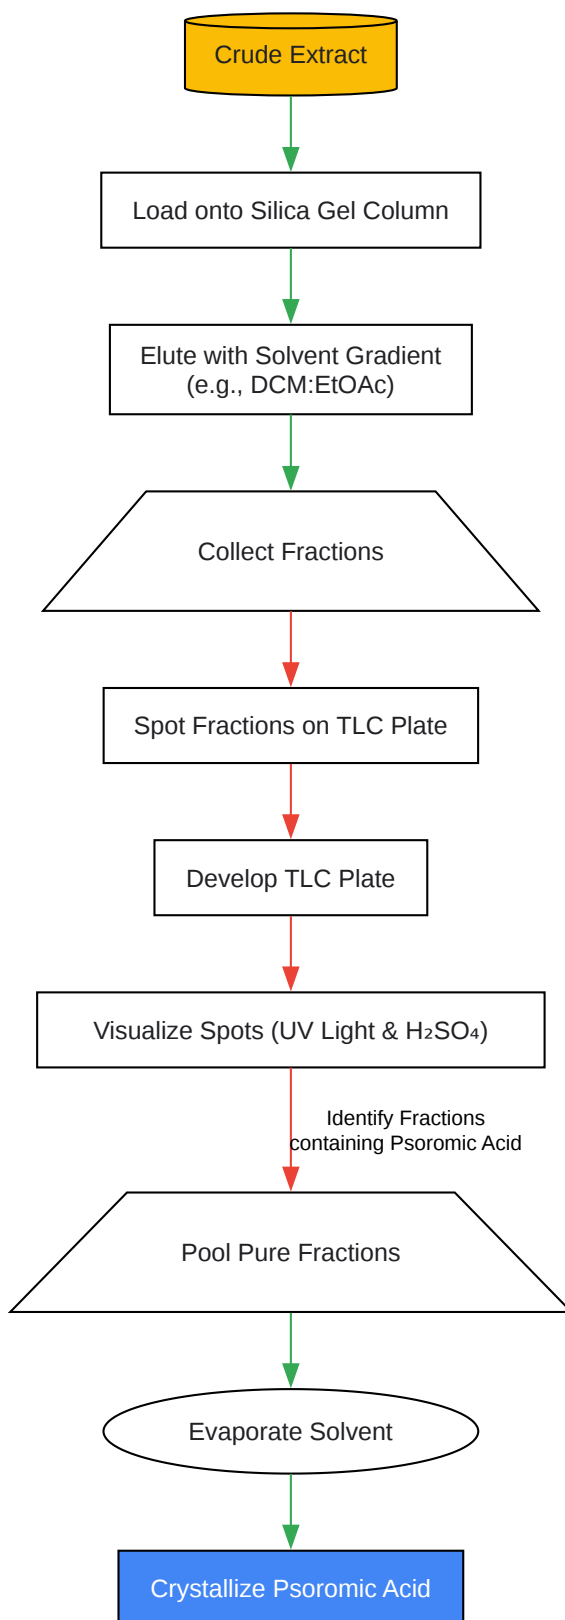 Crude Extract
Load onto Silica Gel Column
Elute with Solvent Gradient
(e.g., DCM:EtOAc)
Collect Fractions
Spot Fractions on TLC Plate
Develop TLC Plate
Visualize Spots (UV Light & H₂SO₄)
Identify Fractions
containing Psoromic Acid
Pool Pure Fractions
Evaporate Solvent
Crystallize Psoromic Acid